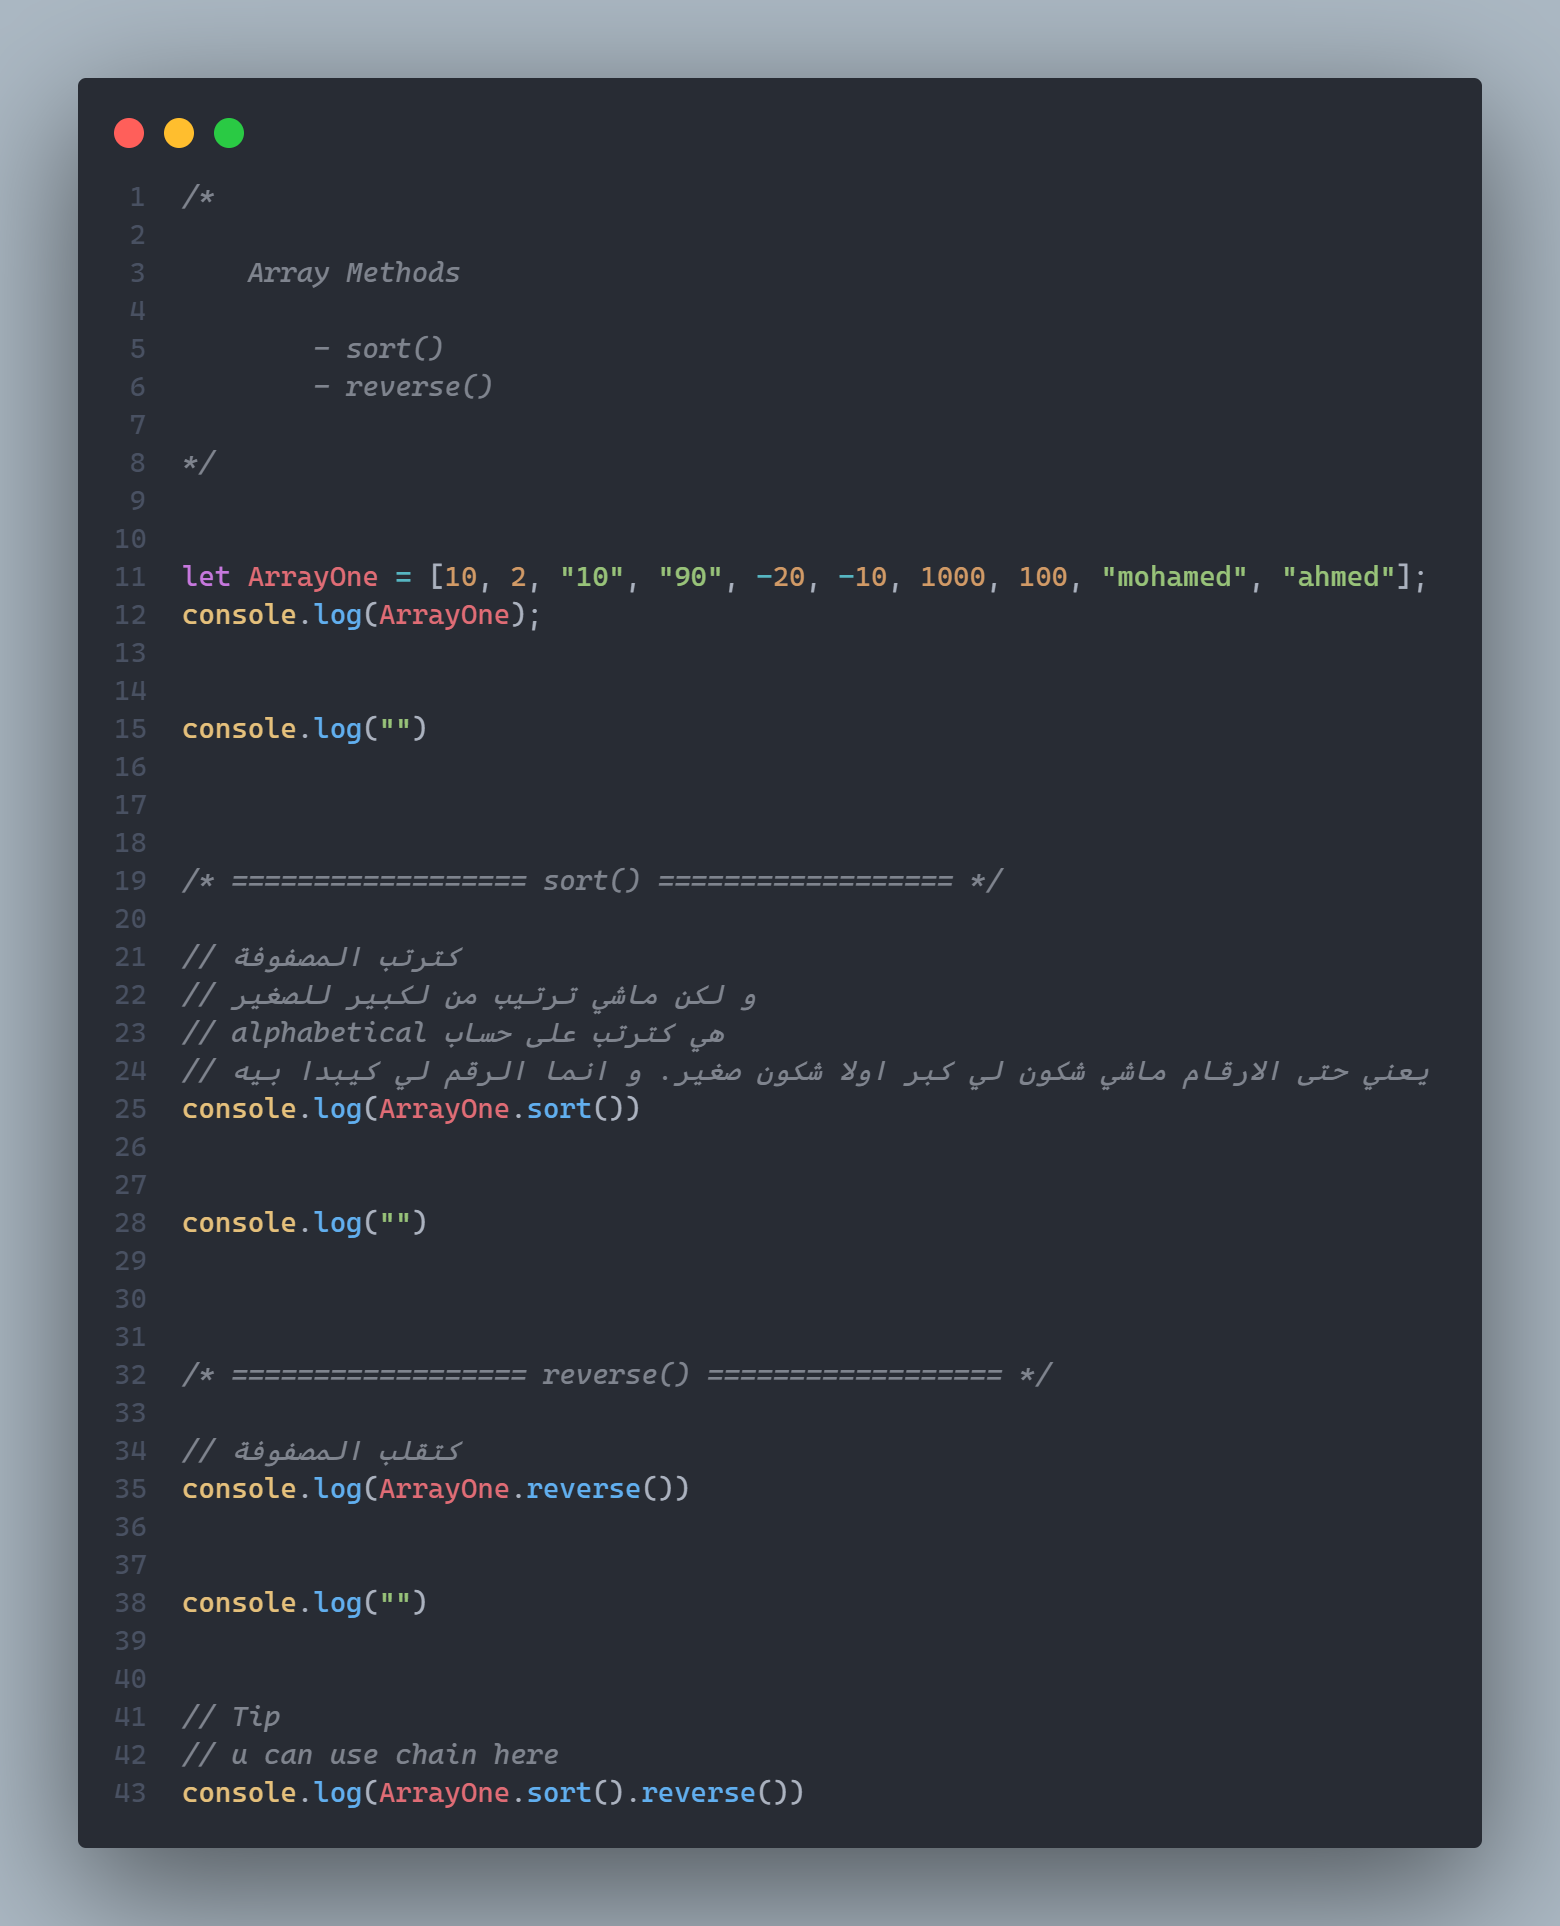 1 /*
2
3     Array Methods
4
5         - sort()
6         - reverse()
7
8 */
9
10
11 let ArrayOne = [10, 2, "10", "90", -20, -10, 1000, 100, "mohamed", "ahmed"];
12 console.log(ArrayOne);
13
14
15 console.log("")
16
17
18
19 /* ================== sort() ================== */
20
21 // كترتب المصفوفة
22 // و لكن ماشي ترتيب من لكبير للصغير
23 // alphabetical هي كترتب على حساب
24 // يعني حتى الارقام ماشي شكون لي كبر اولا شكون صغير. و انما الرقم لي كيبدا بيه
25 console.log(ArrayOne.sort())
26
27
28 console.log("")
29
30
31
32 /* ================== reverse() ================== */
33
34 // كتقلب المصفوفة
35 console.log(ArrayOne.reverse())
36
37
38 console.log("")
39
40
41 // Tip
42 // u can use chain here
43 console.log(ArrayOne.sort().reverse())